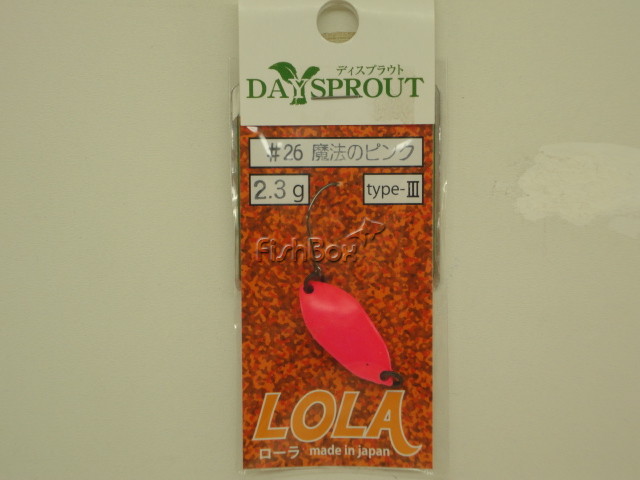 ディスプラウト
DAYSPROUT
#26 魔法のピンク
2.3g
type-III
FishBox
LOLA
ローラ made in japan